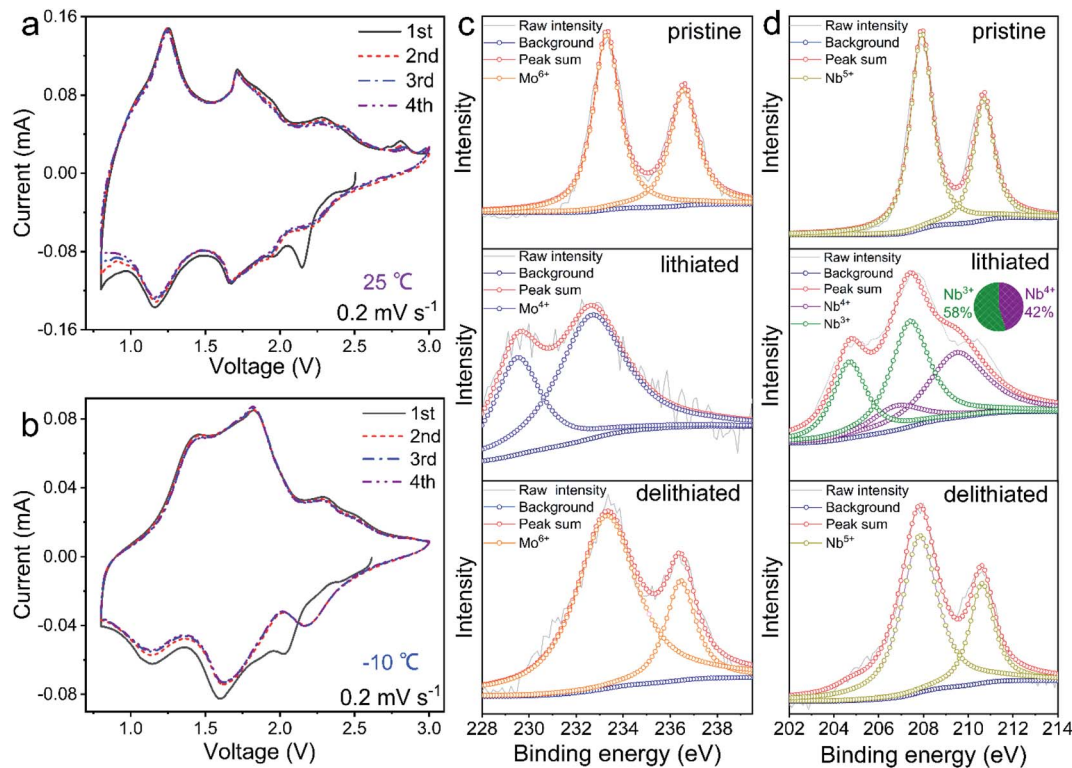 a
0.16
0.08
0.00
-0.08
-0.16
Current (mA)
1st
2nd
3rd
4th
25 ℃
0.2 mV s⁻¹
1.0 1.5 2.0 2.5 3.0
Voltage (V)
b
0.08
0.04
0.00
-0.04
-0.08
Current (mA)
1st
2nd
3rd
4th
-10 ℃
0.2 mV s⁻¹
1.0 1.5 2.0 2.5 3.0
Voltage (V)
c
Raw intensity
Background
Peak sum
Mo⁶⁺
pristine
Intensity
Raw intensity
Background
Peak sum
Mo⁴⁺
lithiated
Intensity
Raw intensity
Background
Peak sum
Mo⁶⁺
delithiated
Intensity
228 230 232 234 236 238
Binding energy (eV)
d
Raw intensity
Background
Peak sum
Nb⁵⁺
pristine
Intensity
Raw intensity
Background
Peak sum
Nb⁴⁺
Nb³⁺
lithiated
Nb³⁺
58%
Nb⁴⁺
42%
Intensity
Raw intensity
Background
Peak sum
Nb⁵⁺
delithiated
Intensity
202 204 206 208 210 212 214
Binding energy (eV)